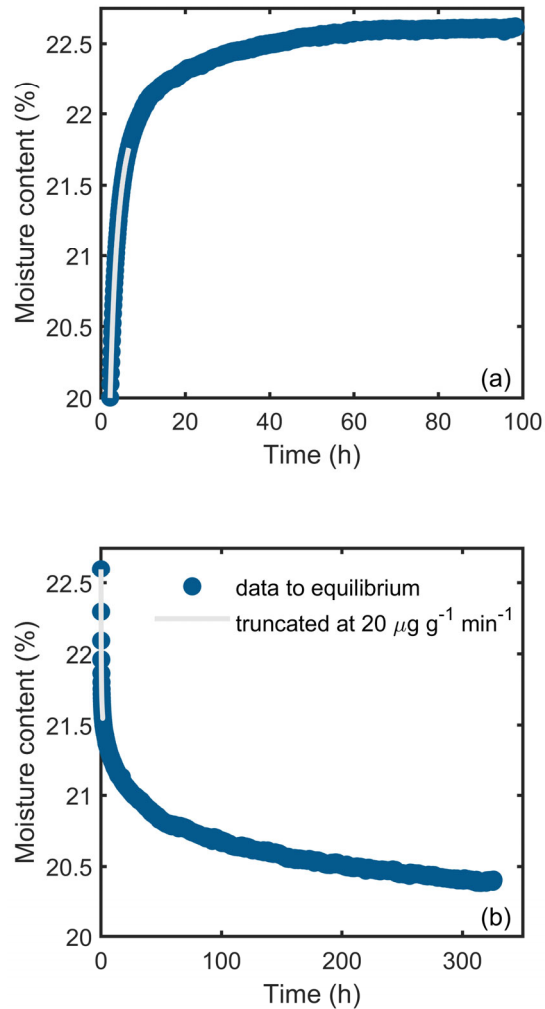 22.5
22
21.5
21
20.5
20
Moisture content (%)
(a)
0 20 40 60 80 100
Time (h)
22.5
22
21.5
21
20.5
20
Moisture content (%)
data to equilibrium
truncated at 20 μg g⁻¹ min⁻¹
(b)
0 100 200 300
Time (h)